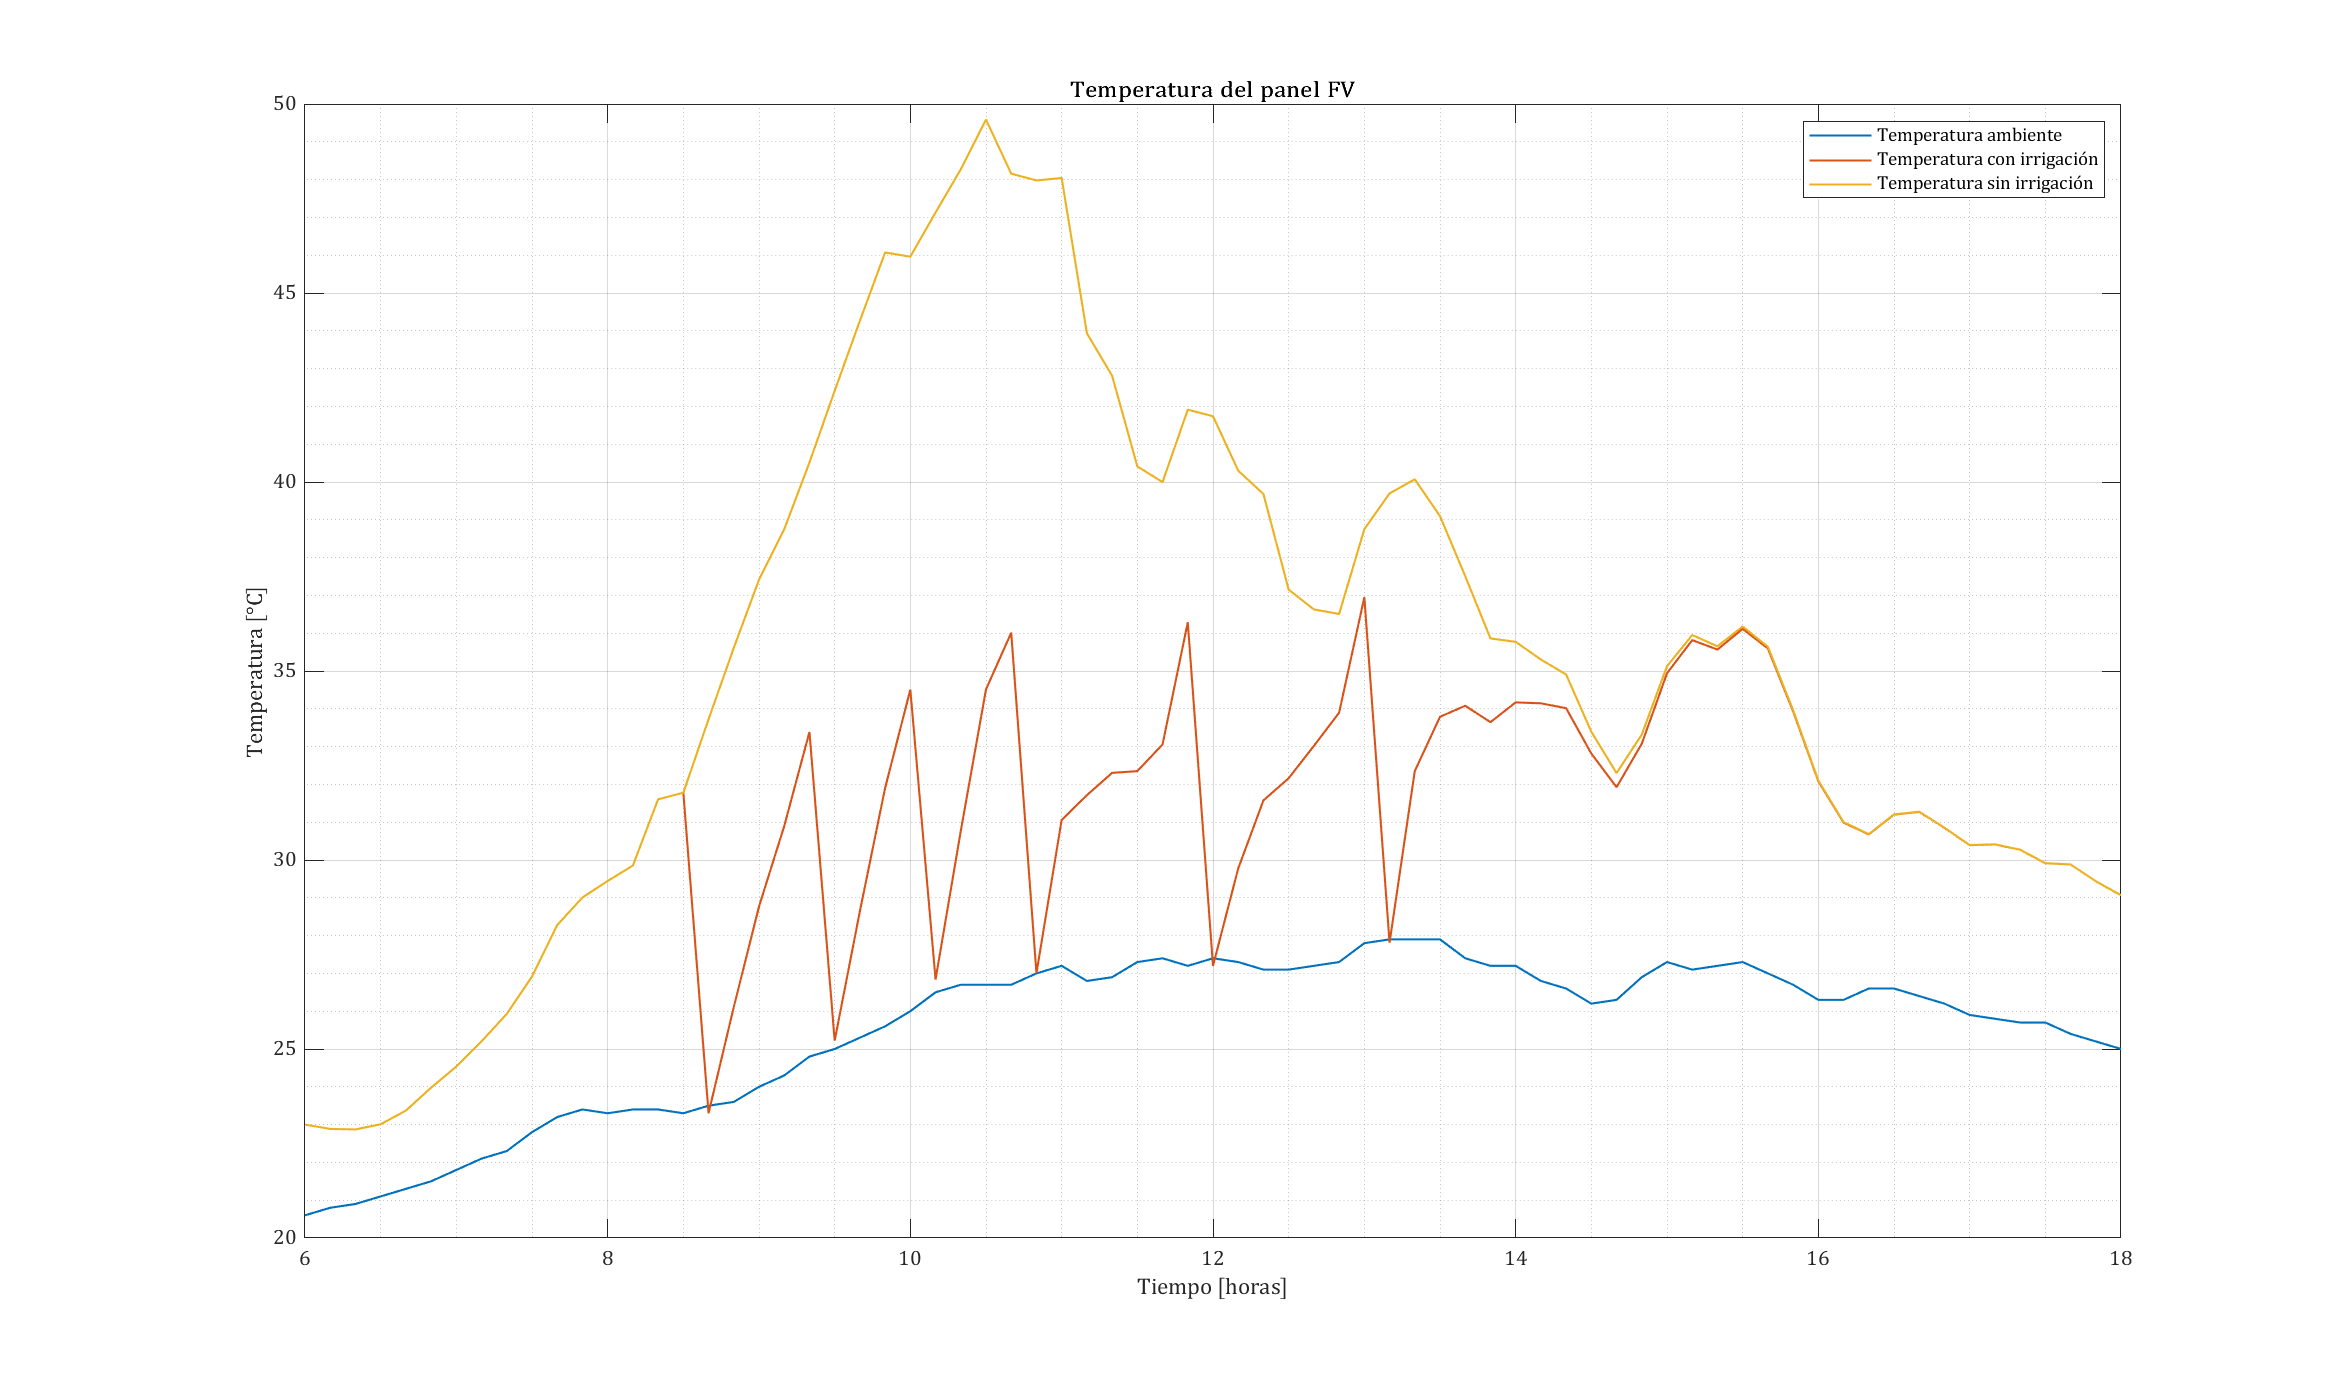 Temperatura del panel FV
Temperatura ambiente
Temperatura con irrigación
Temperatura sin irrigación
Temperatura [°C]
50
45
40
35
30
25
20
6 8 10 12 14 16 18
Tiempo [horas]